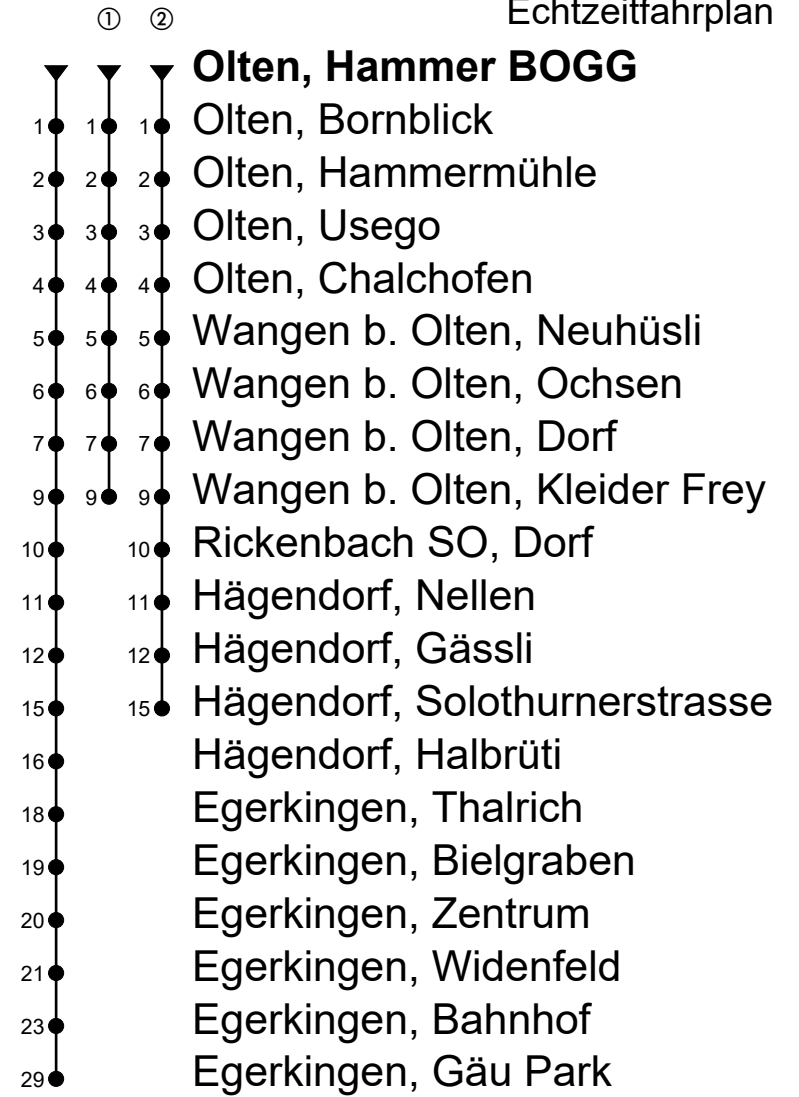 Echtzeitfahrplan
① ②
Olten, Hammer BOGG
1 1 1 Olten, Bornblick
2 2 2 Olten, Hammermühle
3 3 3 Olten, Usego
4 4 4 Olten, Chalchofen
5 5 5 Wangen b. Olten, Neuhüsli
6 6 6 Wangen b. Olten, Ochsen
7 7 7 Wangen b. Olten, Dorf
9 9 9 Wangen b. Olten, Kleider Frey
10 10 Rickenbach SO, Dorf
11 11 Hägendorf, Nellen
12 12 Hägendorf, Gässli
15 15 Hägendorf, Solothurnerstrasse
16 Hägendorf, Halbrüti
18 Egerkingen, Thalrich
19 Egerkingen, Bielgraben
20 Egerkingen, Zentrum
21 Egerkingen, Widenfeld
23 Egerkingen, Bahnhof
29 Egerkingen, Gäu Park